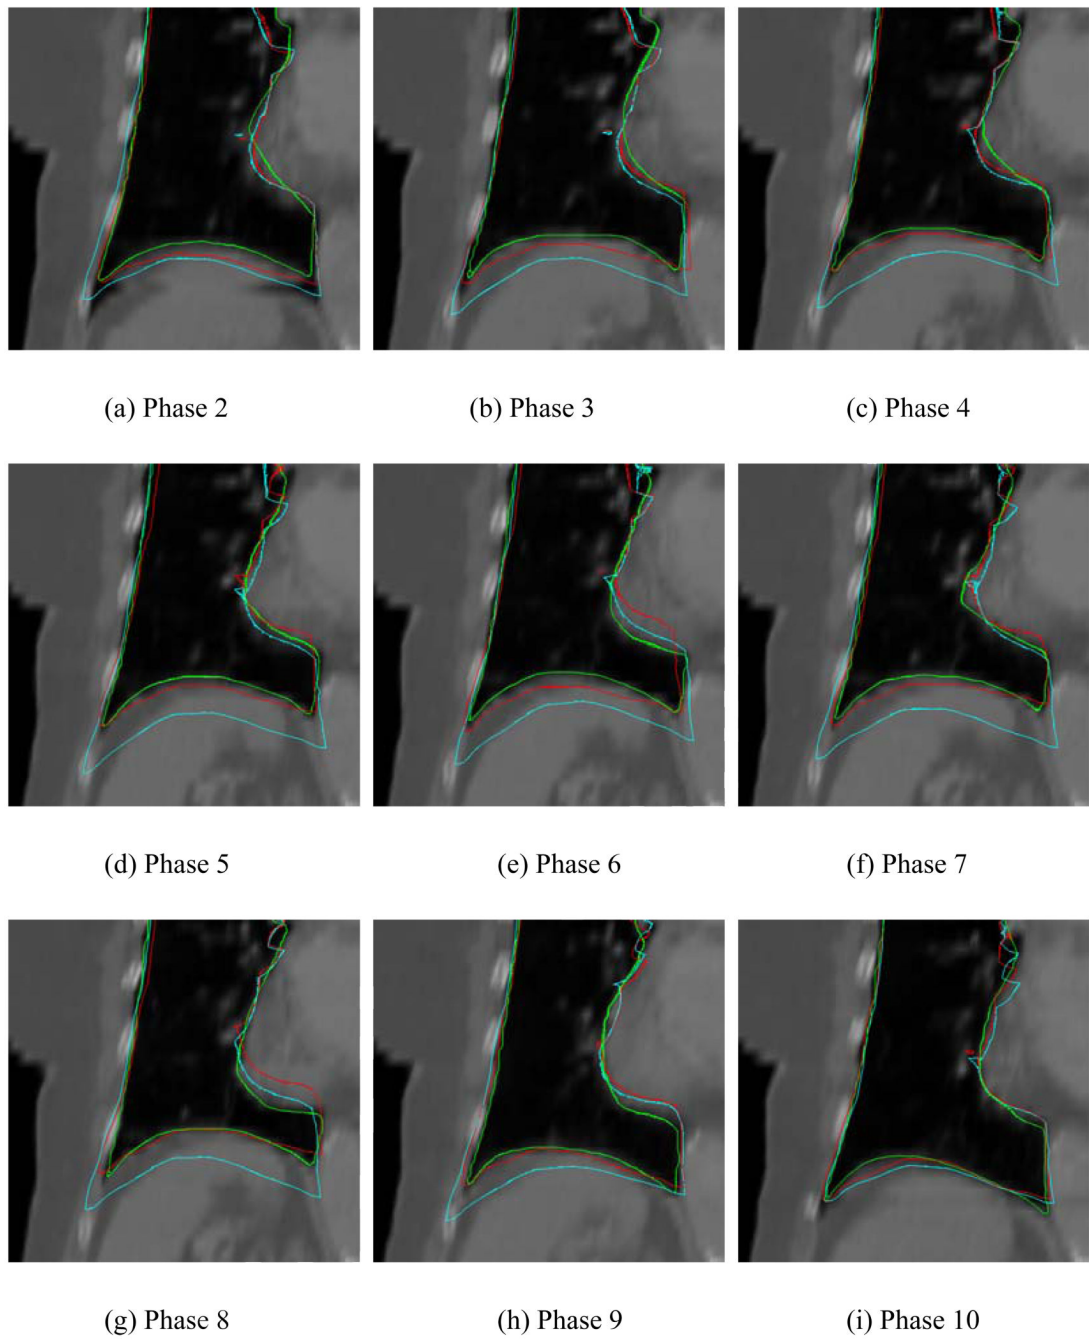 (a) Phase 2
(b) Phase 3
(c) Phase 4
(d) Phase 5
(e) Phase 6
(f) Phase 7
(g) Phase 8
(h) Phase 9
(i) Phase 10